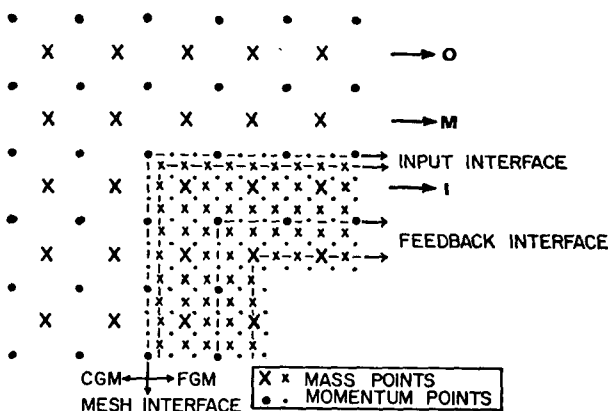 O
M
INPUT INTERFACE
I
FEEDBACK INTERFACE
CGM FGM
MESH INTERFACE
X x MASS POINTS
MOMENTUM POINTS